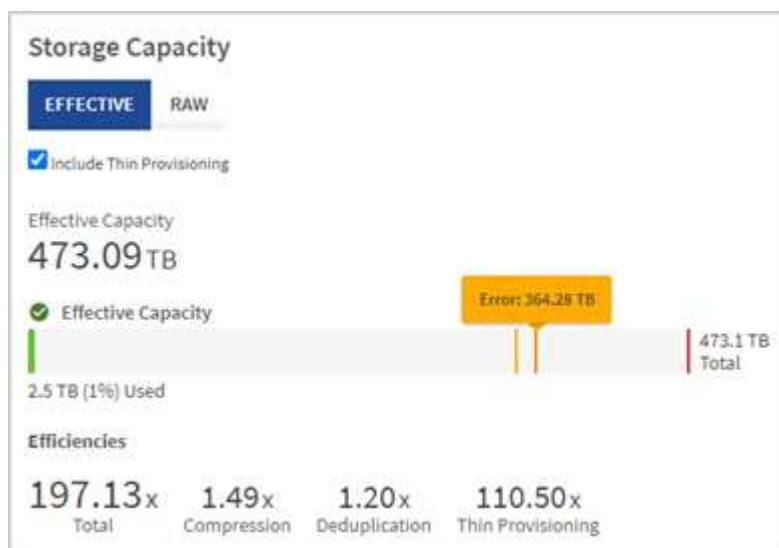 Storage Capacity
EFFECTIVE RAW
Include Thin Provisioning
Effective Capacity
473.09 TB
Effective Capacity
Error: 364.28 TB
473.1 TB
Total
2.5 TB (1%) Used
Efficiencies
197.13x 1.49x 1.20x 110.50x
Total Compression Deduplication Thin Provisioning